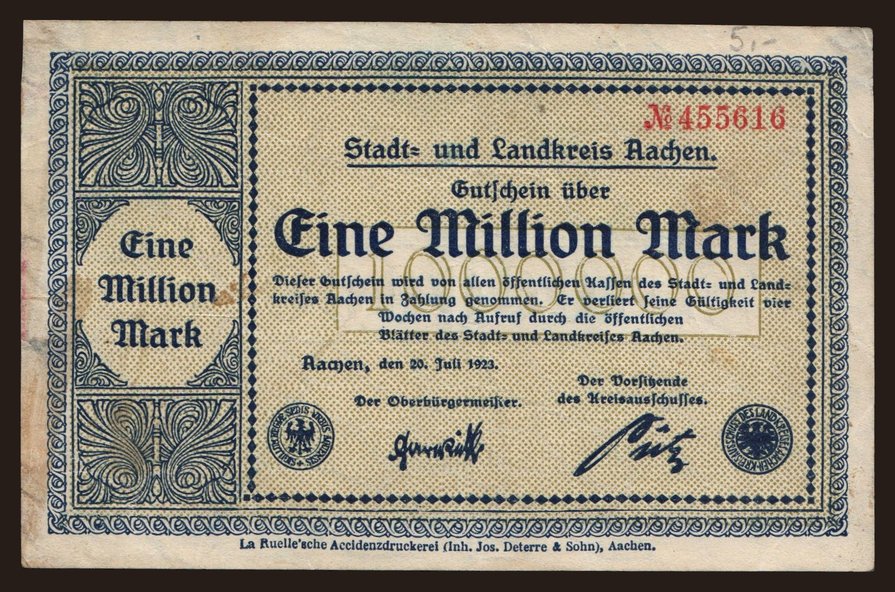 5,-
№ 455616
Stadt= und Landkreis Aachen.
Gutschein über
Eine Million Mark
1000000
Eine
Million
Mark
Dieser Gutschein wird von allen öffentlichen Kassen des Stadt= und Land=
kreises Aachen in Zahlung genommen. Er verliert seine Gültigkeit vier
Wochen nach Aufruf durch die öffentlichen
Blätter des Stadt= und Landkreises Aachen.
Aachen, den 20. Juli 1923.
Der Oberbürgermeister.
Der Vorsitzende
des Kreisausschusses.
La Ruelle'sche Accidenzdruckerei (Inh. Jos. Deterre & Sohn), Aachen.